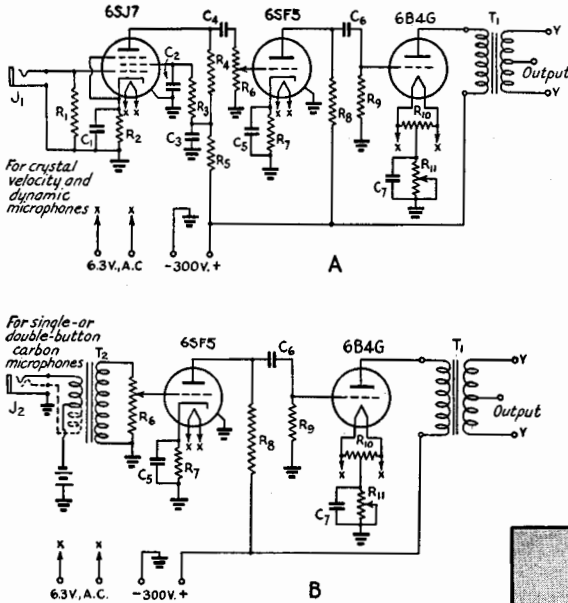 6SJ7
6SF5
6B4G
C4
C6
T1
Y
Output
Y
J1
R1
C1
R2
C2
R3
C3
R4
R5
R6
C5
R7
R8
R9
R10
C7
R11
x x
x x
x x
For crystal
velocity and
dynamic
microphones
x x
6.3V., A.C
-300V.+
A
For single-or
double-button
carbon
microphones
T2
6SF5
C6
6B4G
T1
Y
Output
Y
J2
R6
C5
R7
x x
R8
R9
R10
x x
C7
R11
x x
6.3V., A.C.
-300V.+
B